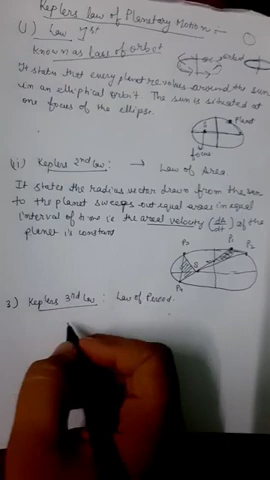 Keplers law of Planetary Motion:-
(i) Law 1st
Known as Law of orbit
orbit
It states that every planet revolves around the sun
in an elliptical orbit. The sun is situated at
one focus of the ellipse.
Planet
S
focus
(ii) Keplers 2nd Law: → Law of Area
It states the radius vector drawn from the sun
to the planet sweeps out equal areas in equal
interval of time i.e the areal velocity (dA/dt) of the
planet is constant
P3
P1
P2
S
P4
3.) Keplers 3rd Law: Law of Period.